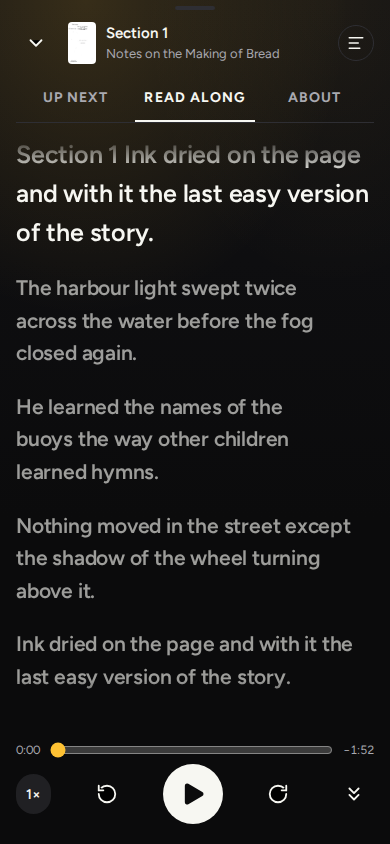 Section 1
Notes on the Making of Bread
UP NEXT
READ ALONG
ABOUT
Section 1 Ink dried on the page
and with it the last easy version
of the story.
The harbour light swept twice
across the water before the fog
closed again.
He learned the names of the
buoys the way other children
learned hymns.
Nothing moved in the street except
the shadow of the wheel turning
above it.
Ink dried on the page and with it the
last easy version of the story.
0:00
−1:52
1×